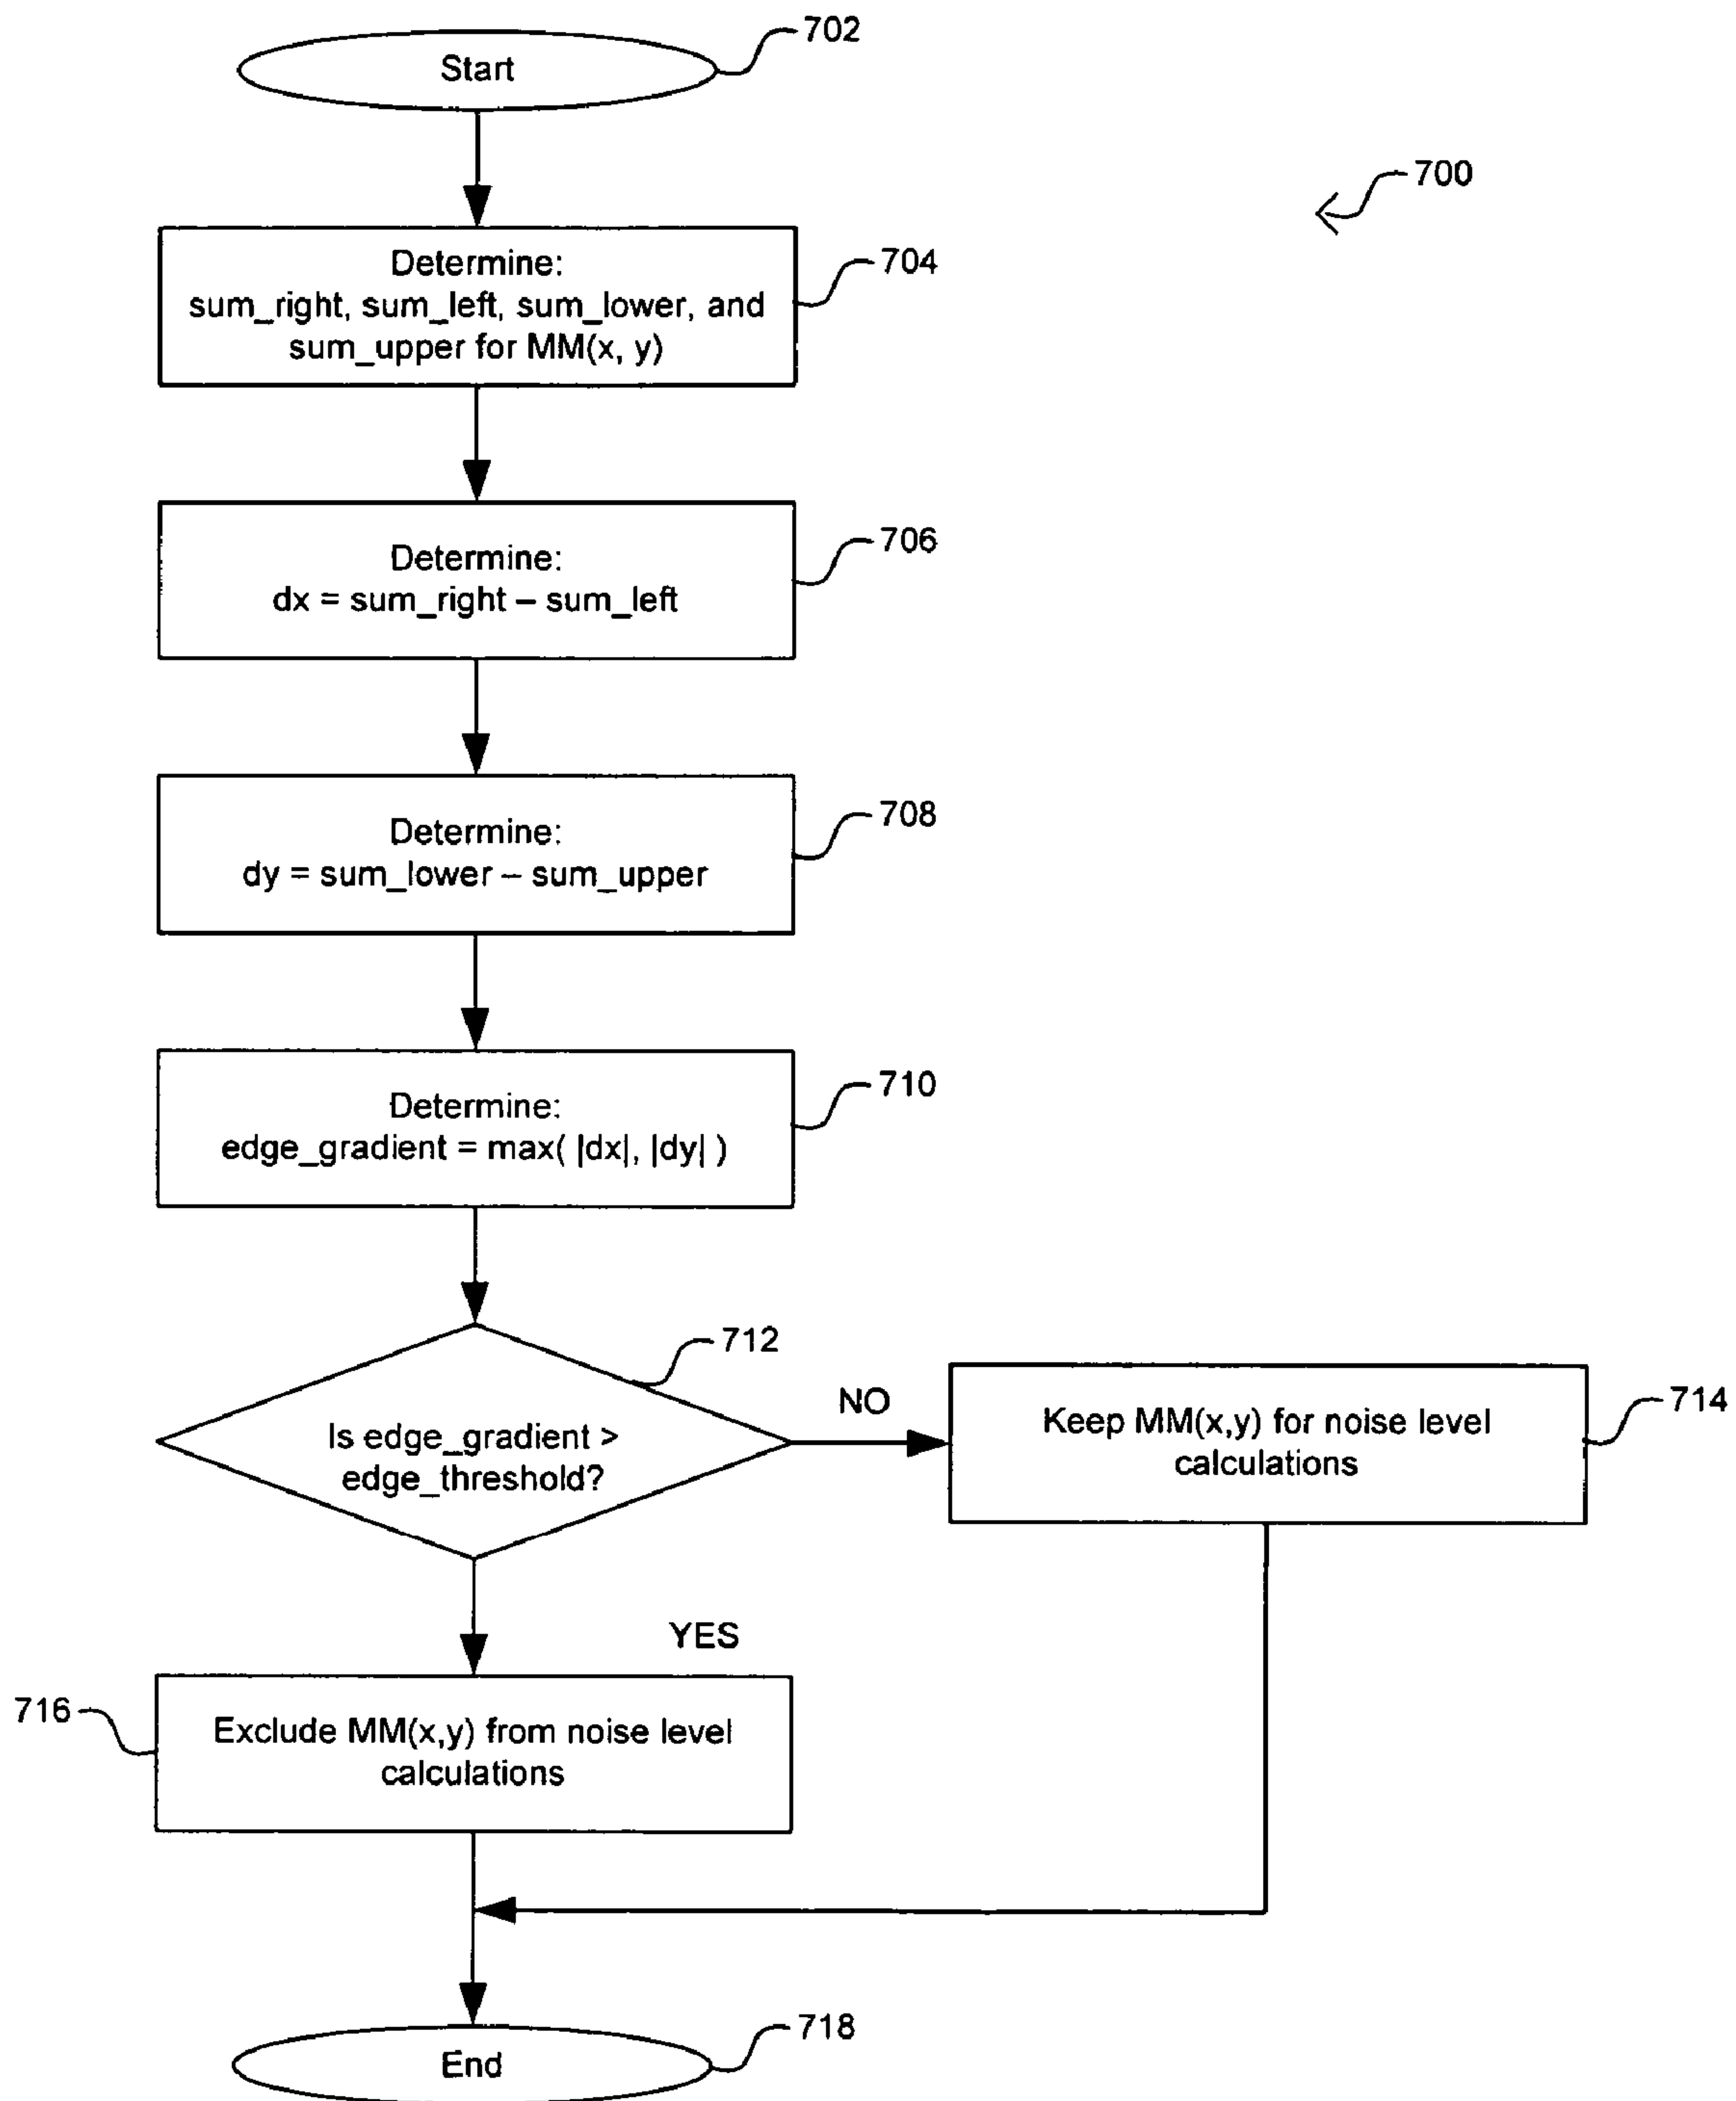 702
Start
700
Determine:
sum_right, sum_left, sum_lower, and
sum_upper for MM(x, y)
704
Determine:
dx = sum_right – sum_left
706
Determine:
dy = sum_lower – sum_upper
708
Determine:
edge_gradient = max( |dx|, |dy| )
710
712
Is edge_gradient >
edge_threshold?
NO
Keep MM(x,y) for noise level
calculations
714
YES
716
Exclude MM(x,y) from noise level
calculations
718
End